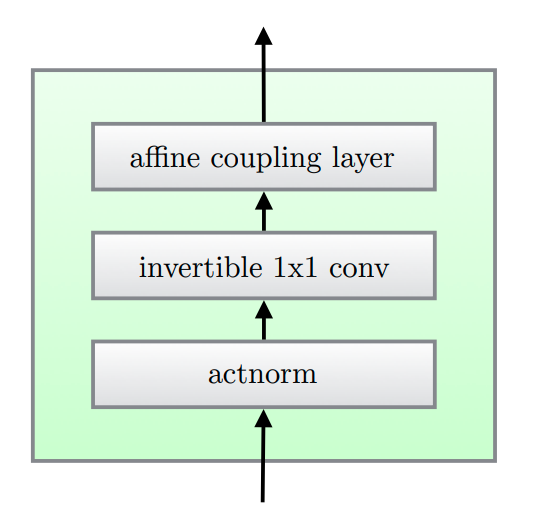 affine coupling layer
invertible 1x1 conv
actnorm